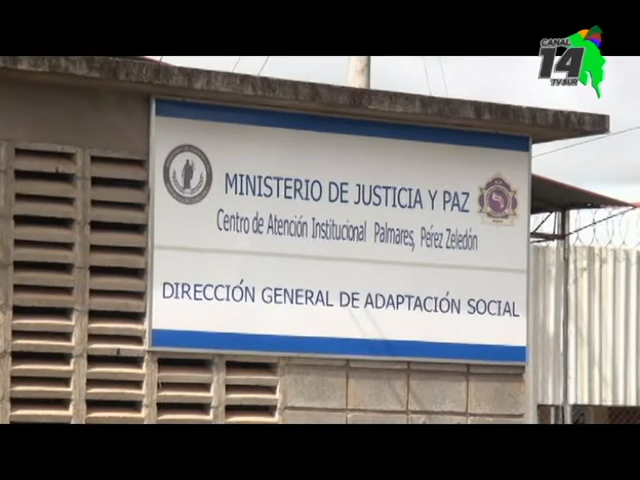 CANAL
14
TV SUR
MINISTERIO DE JUSTICIA Y PAZ
Centro de Atención Institucional Palmares, Pérez Zeledón
DIRECCIÓN GENERAL DE ADAPTACIÓN SOCIAL